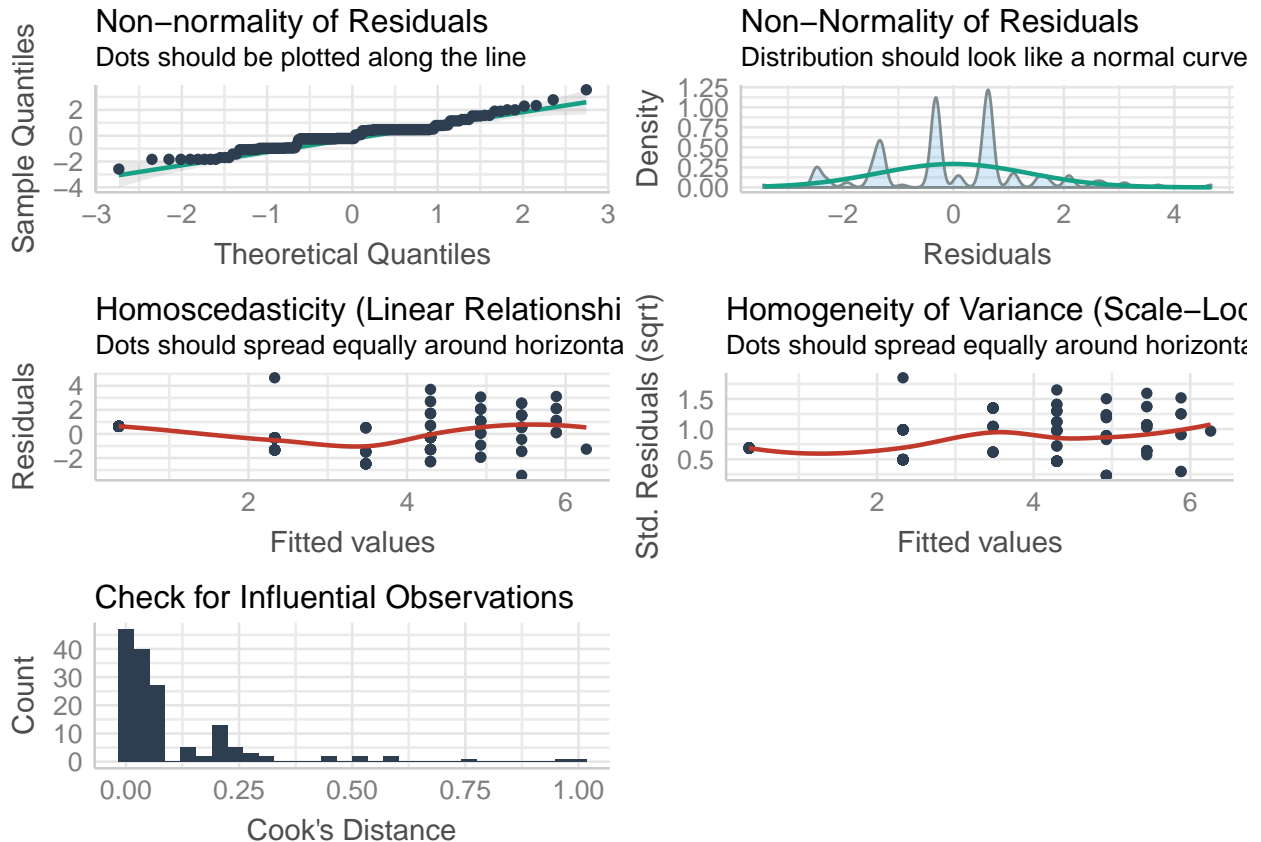 Non−normality of Residuals
Dots should be plotted along the line
Sample Quantiles
2
0
−2
−4
−3
−2
−1
0
1
2
3
Theoretical Quantiles
Non−Normality of Residuals
Distribution should look like a normal curve
Density
1.25
1.00
0.75
0.50
0.25
0.00
−2
0
2
4
Residuals
Homoscedasticity (Linear Relationshi
Dots should spread equally around horizonta
Residuals
4
2
0
−2
2
4
6
Fitted values
Homogeneity of Variance (Scale−Loc
Dots should spread equally around horizonta
Std. Residuals (sqrt)
1.5
1.0
0.5
2
4
6
Fitted values
Check for Influential Observations
Count
40
30
20
10
0
0.00
0.25
0.50
0.75
1.00
Cook's Distance